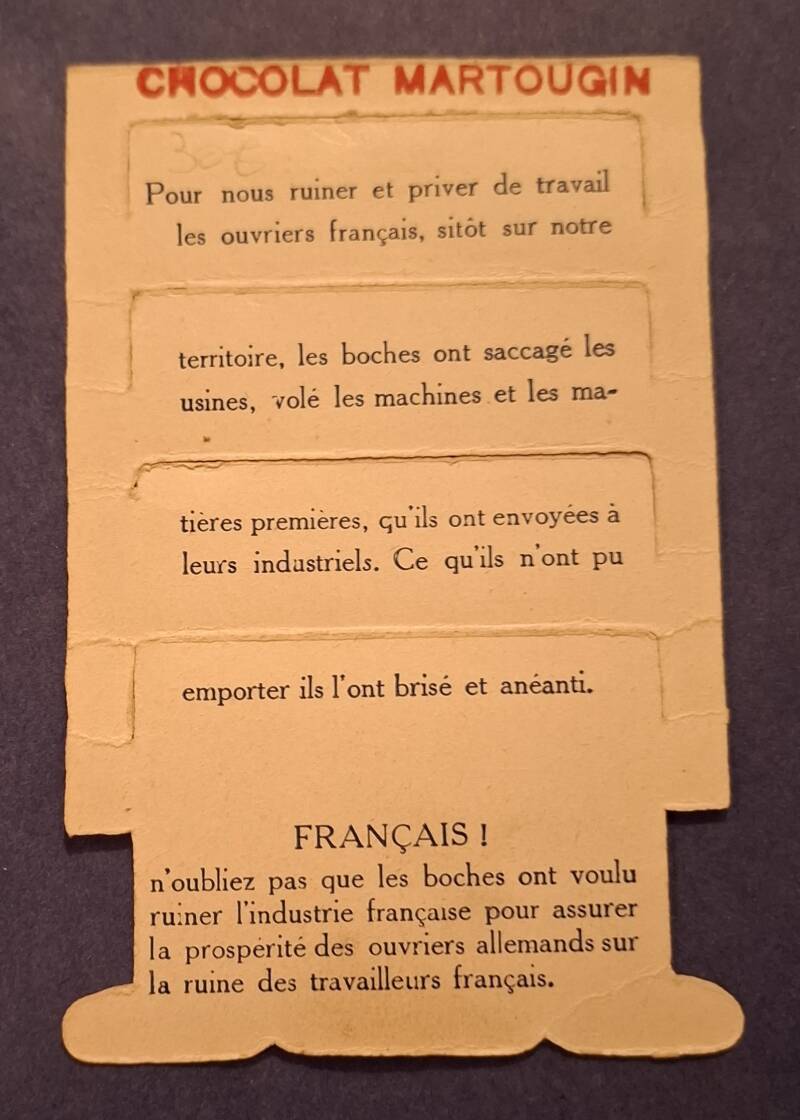 CHOCOLAT MARTOUGIN
30€
Pour nous ruiner et priver de travail
les ouvriers français, sitôt sur notre
territoire, les boches ont saccagé les
usines, volé les machines et les ma-
tières premières, qu'ils ont envoyées à
leurs industriels. Ce qu'ils n'ont pu
emporter ils l'ont brisé et anéanti.
FRANÇAIS !
n'oubliez pas que les boches ont voulu
ruiner l'industrie française pour assurer
la prospérité des ouvriers allemands sur
la ruine des travailleurs français.